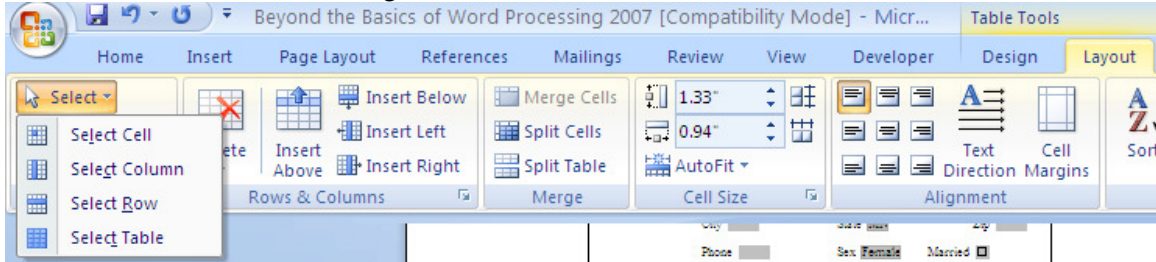 Beyond the Basics of Word Processing 2007 [Compatibility Mode] - Micr... Table Tools
Home Insert Page Layout References Mailings Review View Developer Design Layout
Select
Select Cell
Select Column
Select Row
Select Table
Insert Above
Insert Below
Insert Left
Insert Right
Rows & Columns
Merge Cells
Split Cells
Split Table
Merge
1.33"
0.94"
AutoFit
Cell Size
Text Direction
Cell Margins
Alignment
A
Z
Sort
Phone Sex Female Married